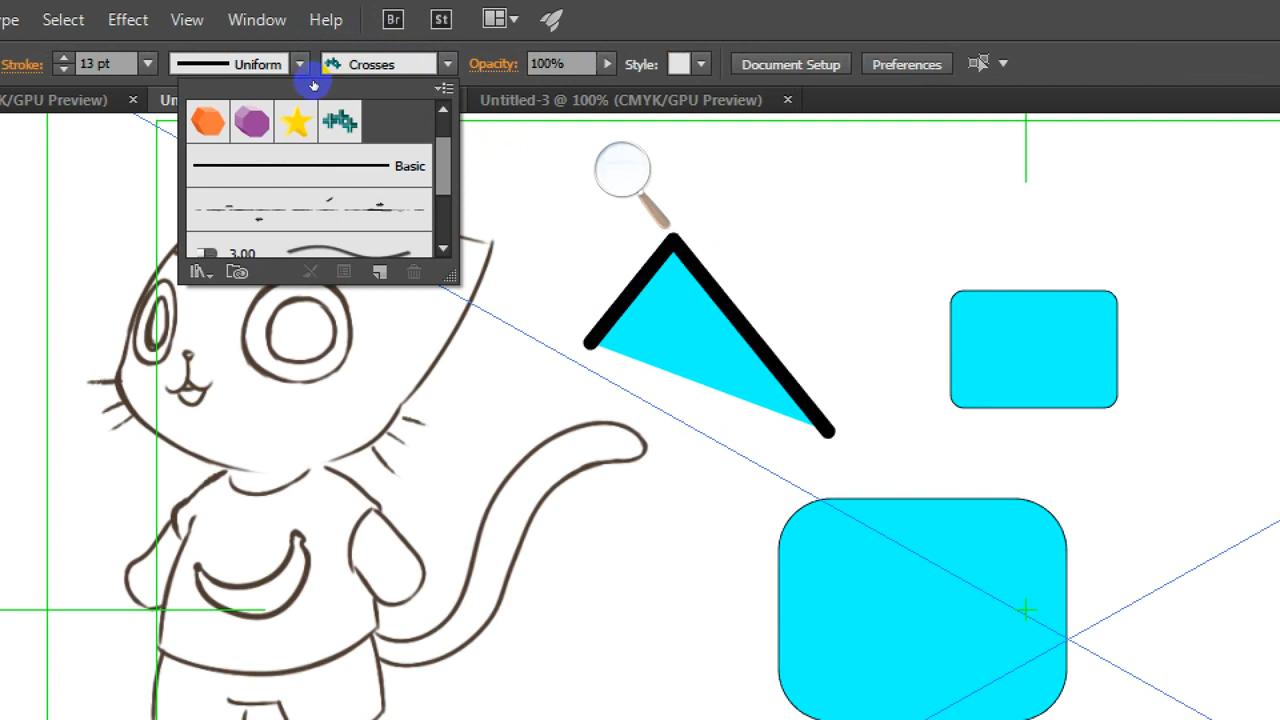 ype Select Effect View Window Help Br St
Stroke: 13 pt Uniform Crosses Opacity: 100% Style: Document Setup Preferences
K/GPU Preview) × Un Untitled-3 @ 100% (CMYK/GPU Preview) ×
Basic
3.00